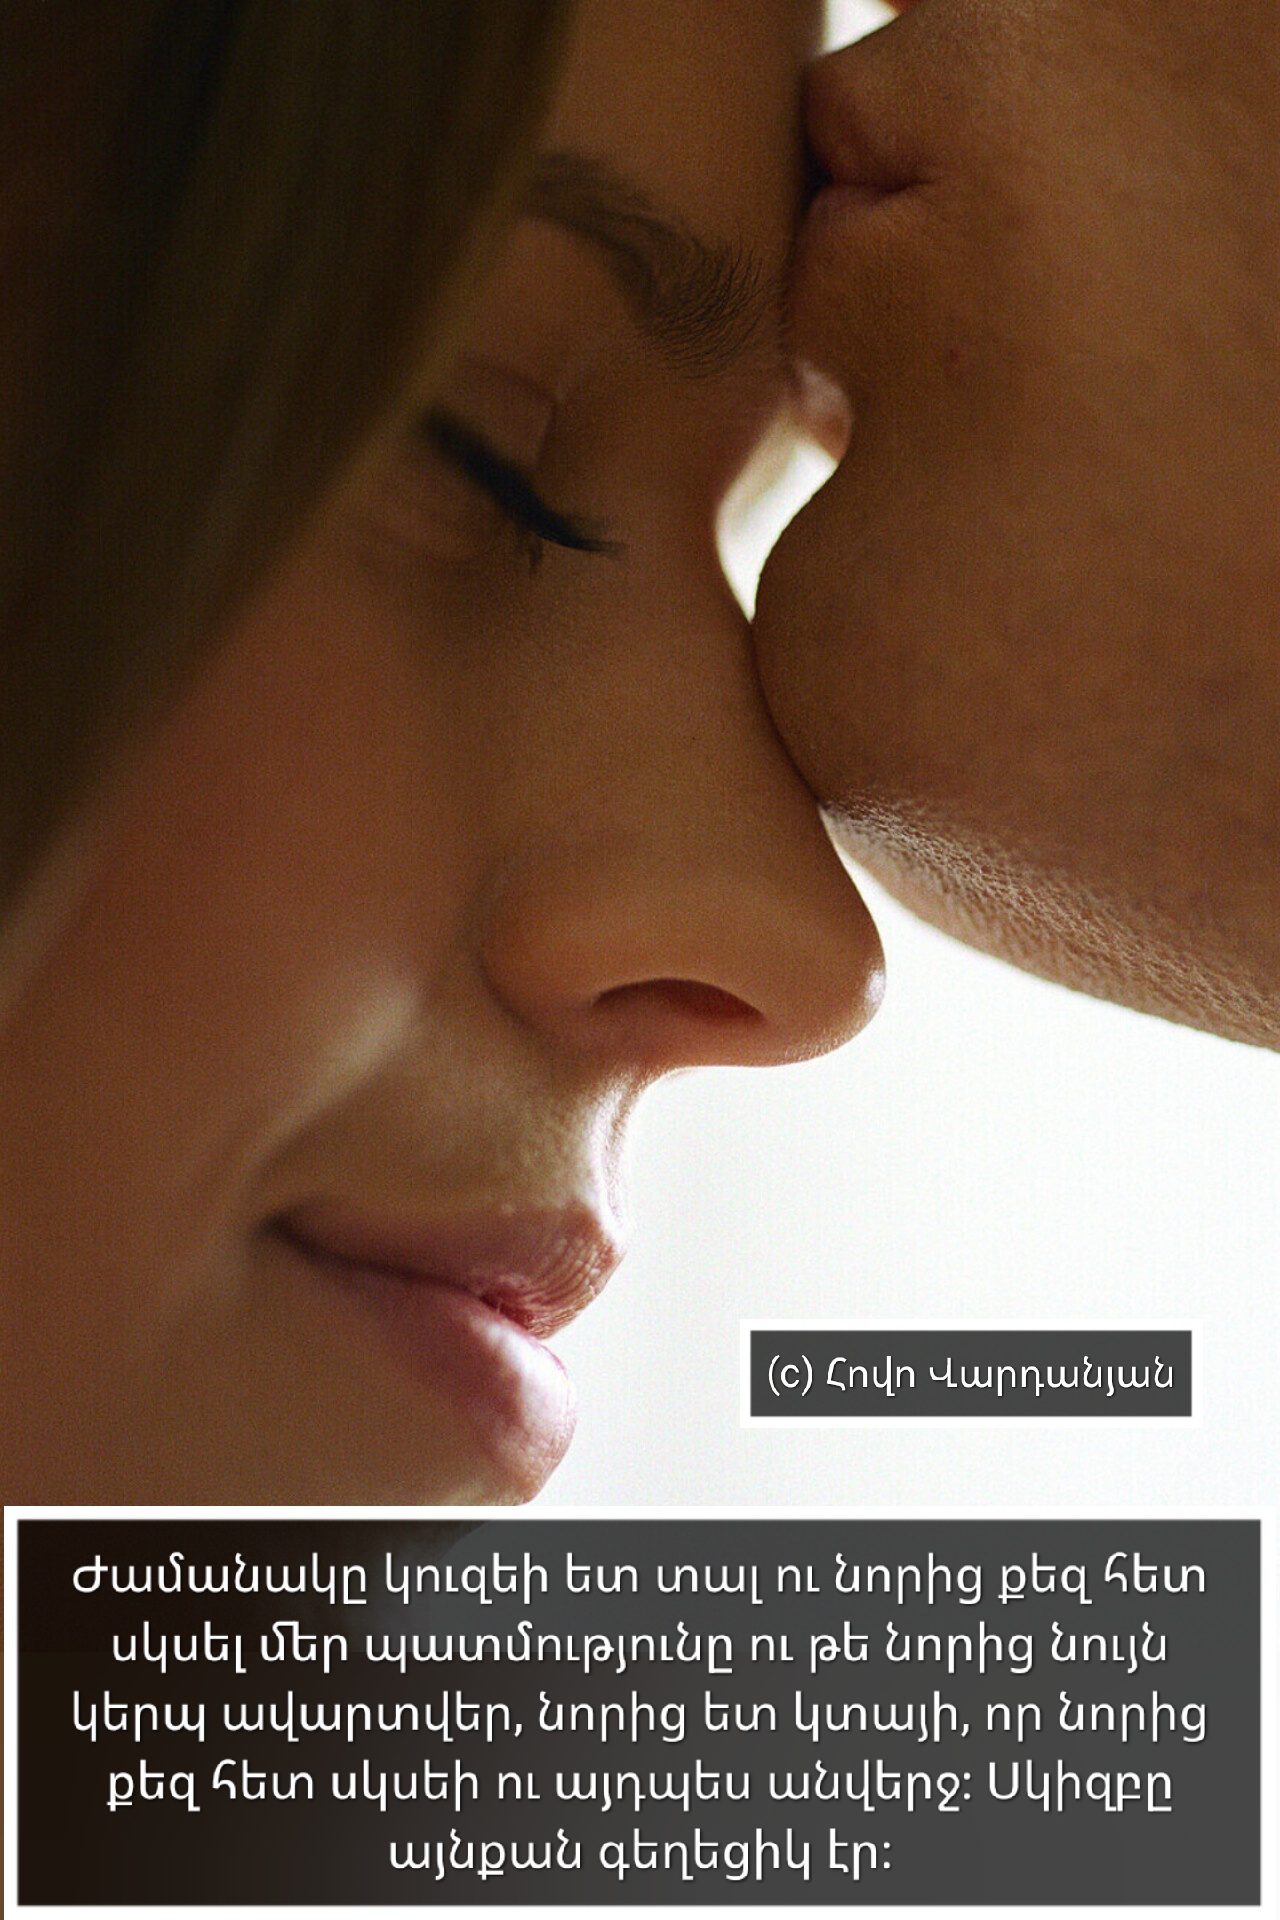 (c) Հովո Վարդանյան
Ժամանակը կուզեի ետ տալ ու նորից քեզ հետ
սկսել մեր պատմությունը ու թե նորից նույն
կերպ ավարտվեր, նորից ետ կտայի, որ նորից
քեզ հետ սկսեի ու այդպես անվերջ: Սկիզբը
այնքան գեղեցիկ էր: